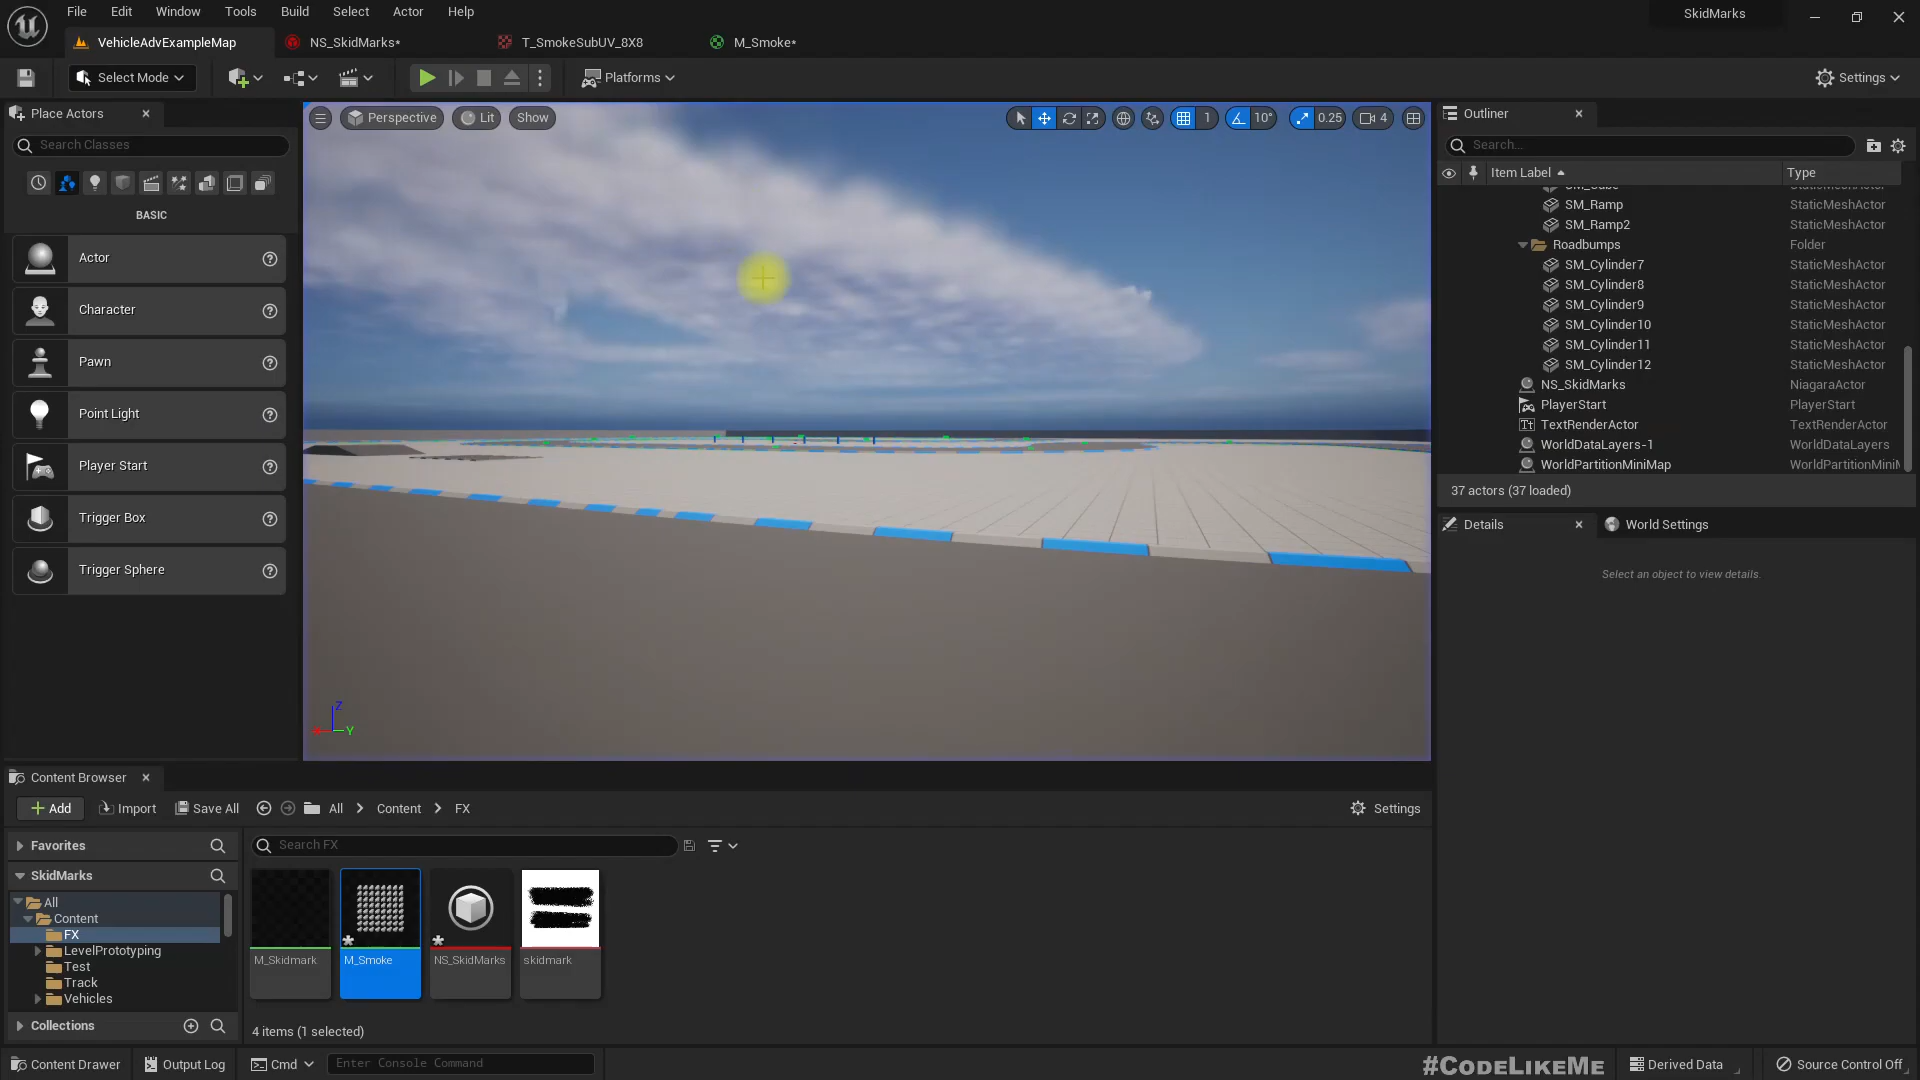 File Edit Window Tools Build Select Actor Help
SkidMarks
VehicleAdvExampleMap
NS_SkidMarks*
T_SmokeSubUV_8X8
M_Smoke*
Select Mode
Platforms
Settings
Place Actors
Search Classes
BASIC
Actor
Character
Pawn
Point Light
Player Start
Trigger Box
Trigger Sphere
Perspective
Lit
Show
1
10°
0.25
4
Z
Y
Outliner
Search...
Item Label
Type
SM_Ramp StaticMeshActor
SM_Ramp2 StaticMeshActor
Roadbumps Folder
SM_Cylinder7 StaticMeshActor
SM_Cylinder8 StaticMeshActor
SM_Cylinder9 StaticMeshActor
SM_Cylinder10 StaticMeshActor
SM_Cylinder11 StaticMeshActor
SM_Cylinder12 StaticMeshActor
NS_SkidMarks NiagaraActor
PlayerStart PlayerStart
TextRenderActor TextRenderActor
WorldDataLayers-1 WorldDataLayers
WorldPartitionMiniMap WorldPartitionMini
37 actors (37 loaded)
Details
World Settings
Select an object to view details.
Content Browser
Add
Import
Save All
All
Content
FX
Settings
Favorites
SkidMarks
All
Content
FX
LevelPrototyping
Test
Track
Vehicles
Collections
Search FX
M_Skidmark
M_Smoke
NS_SkidMarks
skidmark
4 items (1 selected)
Content Drawer
Output Log
Cmd
Enter Console Command
#CODELIKEME
Derived Data
Source Control Off